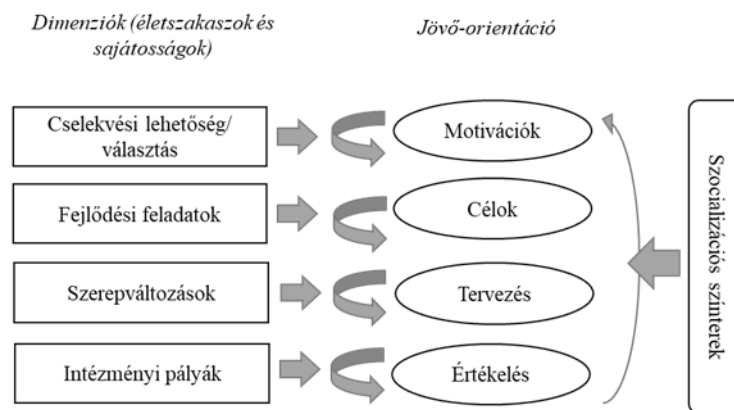 Dimenziók (életszakaszok és
sajátosságok)
Jövő-orientáció
Cselekvési lehetőség/
választás
Motivációk
Fejlődési feladatok
Célok
Szerepváltozások
Tervezés
Intézményi pályák
Értékelés
Szocializációs színterek